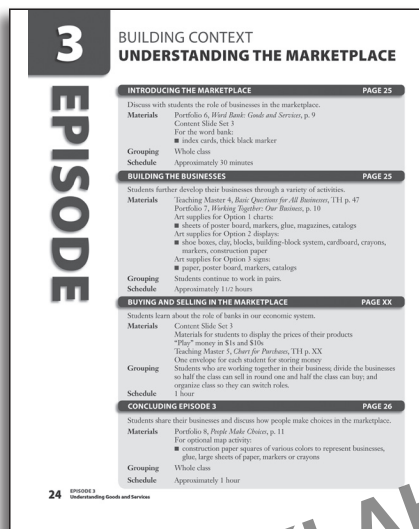 3
EPISODE
BUILDING CONTEXT
UNDERSTANDING THE MARKETPLACE
INTRODUCING THE MARKETPLACE PAGE 25
Discuss with students the role of businesses in the marketplace.
Materials Portfolio 6, Word Bank: Goods and Services, p. 9
Content Slide Set 3
For the word bank:
■ index cards, thick black marker
Grouping Whole class
Schedule Approximately 30 minutes
BUILDING THE BUSINESSES PAGE 25
Students further develop their businesses through a variety of activities.
Materials Teaching Master 4, Basic Questions for All Businesses, TH p. 47
Portfolio 7, Working Together: Our Business, p. 10
Art supplies for Option 1 charts:
■ sheets of poster board, markers, glue, magazines, catalogs
Art supplies for Option 2 displays:
■ shoe boxes, clay, blocks, building-block system, cardboard, crayons,
markers, construction paper
Art supplies for Option 3 signs:
■ paper, poster board, markers, catalogs
Grouping Students continue to work in pairs.
Schedule Approximately 1 1/2 hours
BUYING AND SELLING IN THE MARKETPLACE PAGE XX
Students learn about the role of banks in our economic system.
Materials Content Slide Set 3
Materials for students to display the prices of their products
"Play" money in $1s and $10s
Teaching Master 5, Chart for Purchases, TH p. XX
One envelope for each student for storing money
Grouping Students who are working together in their business; divide the businesses
so half the class can sell in round one and half the class can buy; and
organize class so they can switch roles.
Schedule 1 hour
CONCLUDING EPISODE 3 PAGE 26
Students share their businesses and discuss how people make choices in the marketplace.
Materials Portfolio 8, People Make Choices, p. 11
For optional map activity:
■ construction paper squares of various colors to represent businesses,
glue, large sheets of paper, markers or crayons
Grouping Whole class
Schedule Approximately 1 hour
24 EPISODE 3
Understanding Goods and Services